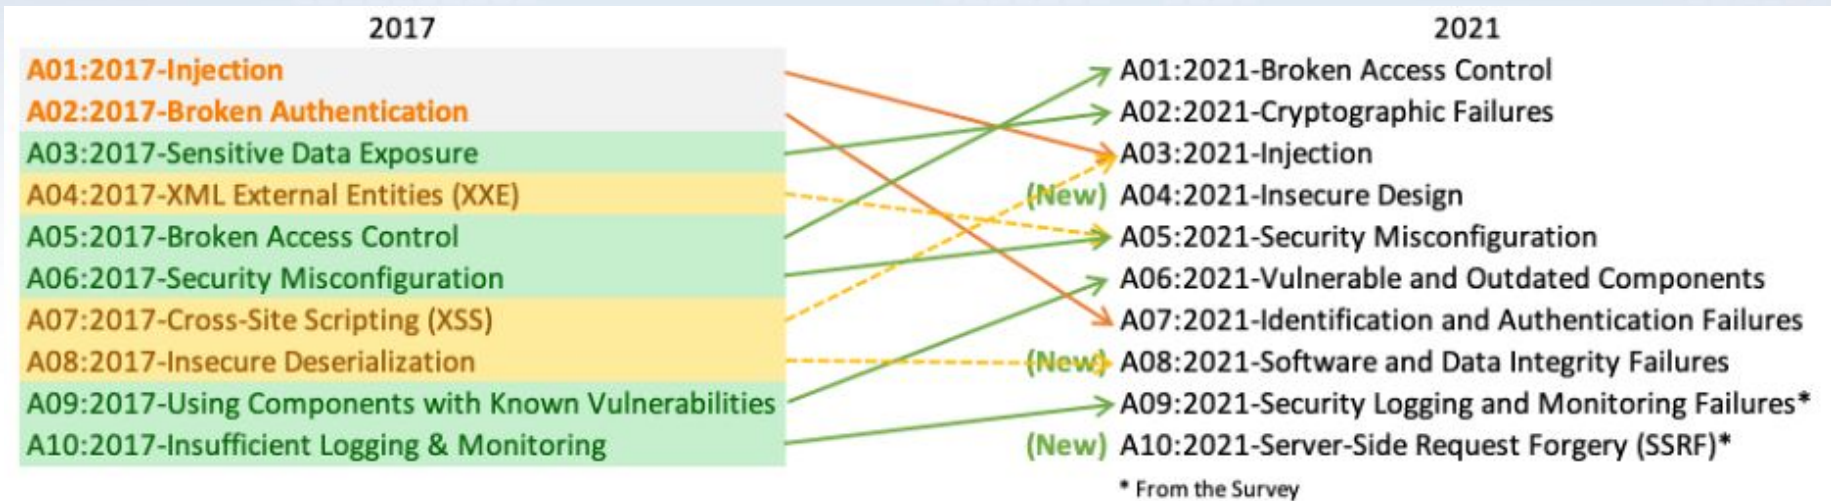 2017
A01:2017-Injection
A02:2017-Broken Authentication
A03:2017-Sensitive Data Exposure
A04:2017-XML External Entities (XXE)
A05:2017-Broken Access Control
A06:2017-Security Misconfiguration
A07:2017-Cross-Site Scripting (XSS)
A08:2017-Insecure Deserialization
A09:2017-Using Components with Known Vulnerabilities
A10:2017-Insufficient Logging & Monitoring
2021
A01:2021-Broken Access Control
A02:2021-Cryptographic Failures
A03:2021-Injection
(New) A04:2021-Insecure Design
A05:2021-Security Misconfiguration
A06:2021-Vulnerable and Outdated Components
A07:2021-Identification and Authentication Failures
(New) A08:2021-Software and Data Integrity Failures
A09:2021-Security Logging and Monitoring Failures*
(New) A10:2021-Server-Side Request Forgery (SSRF)*
* From the Survey